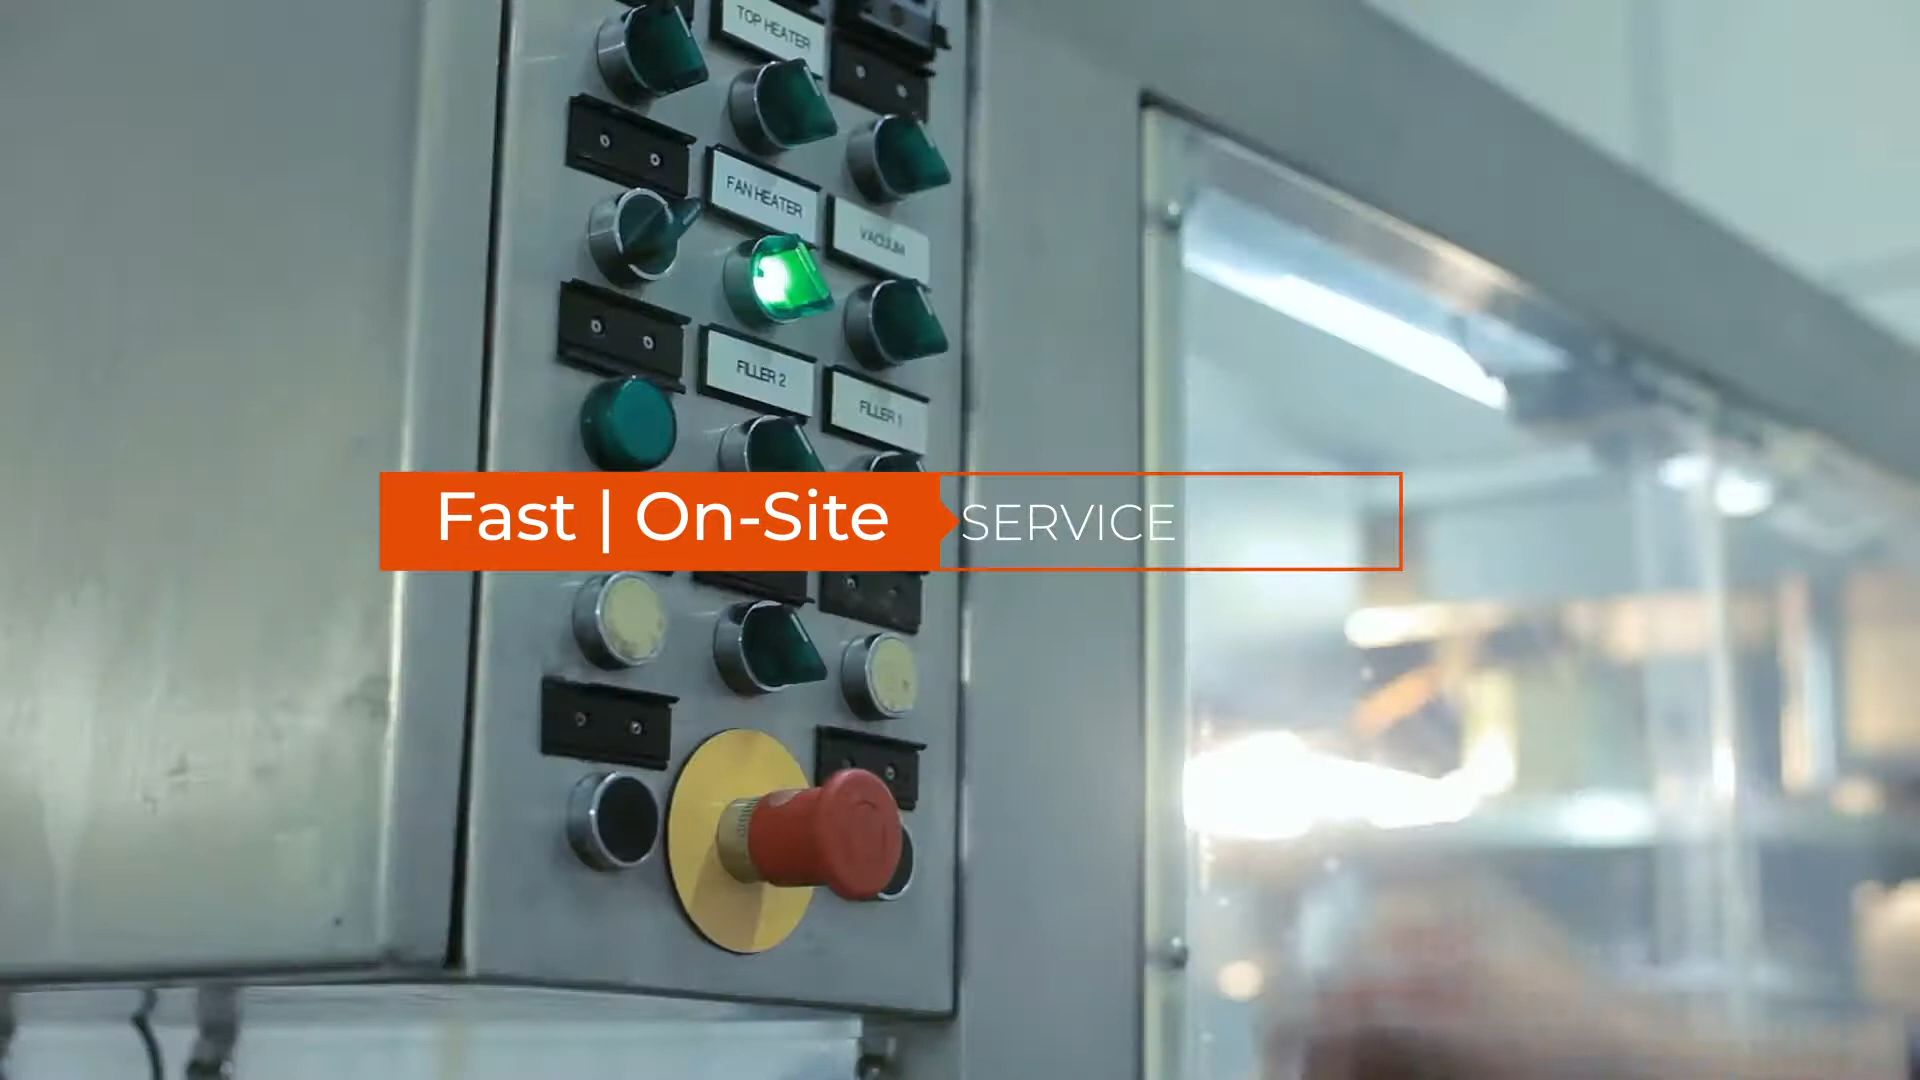 TOP HEATER
FAN HEATER
VACUUM
FILLER 2
FILLER 1
Fast | On-Site SERVICE